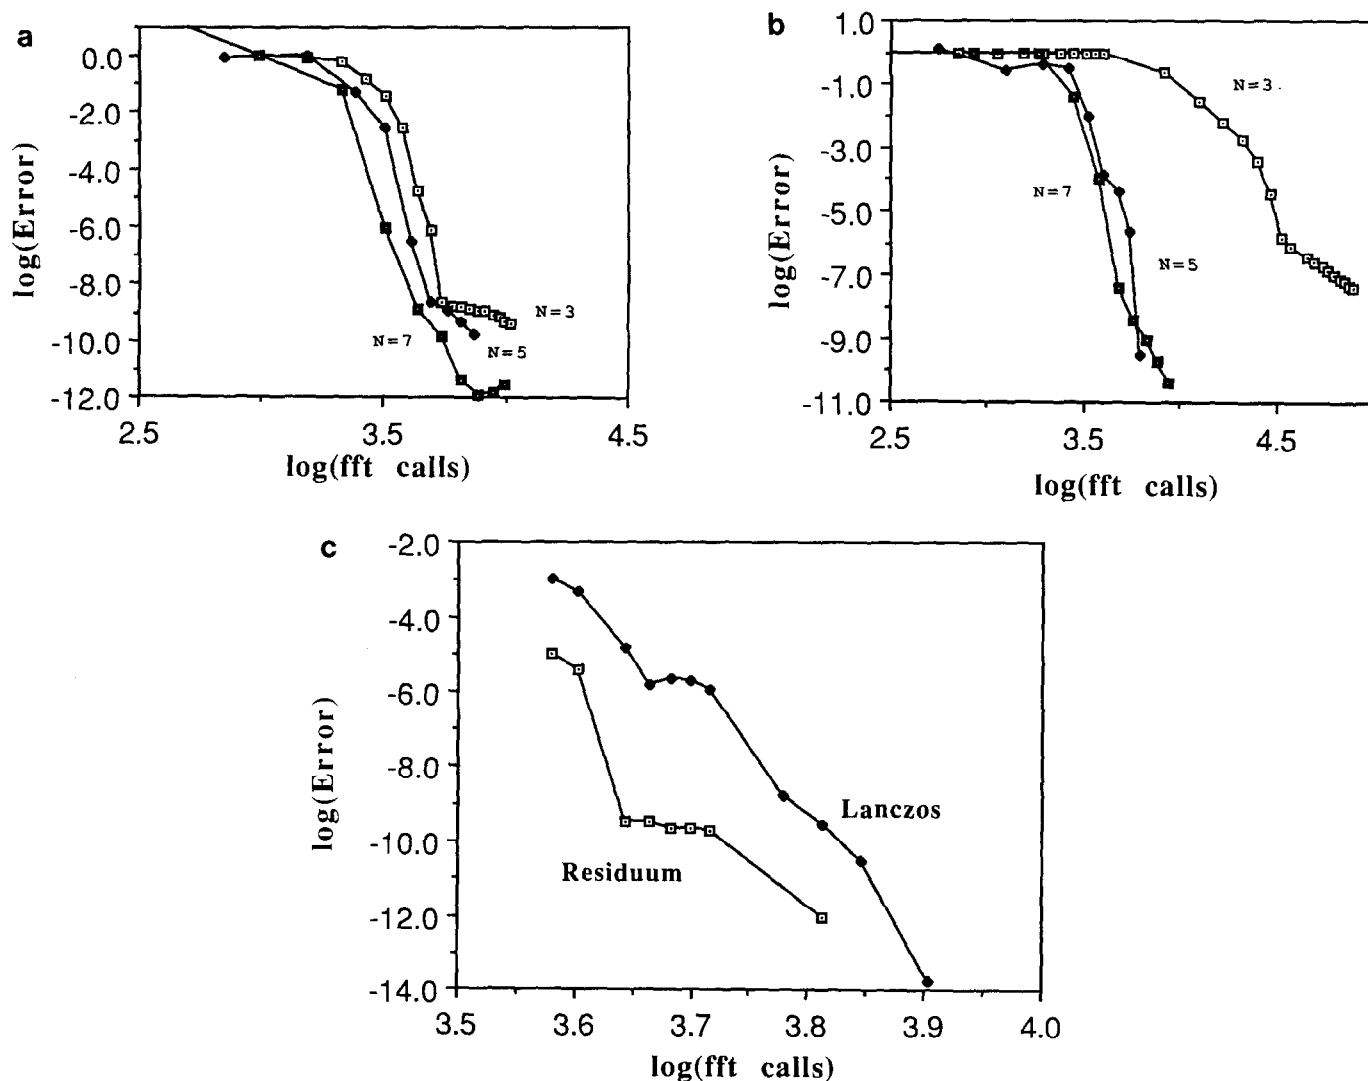 a
0.0
-2.0
-4.0
-6.0
-8.0
-10.0
-12.0
log(Error)
N=3
N=7
N=5
2.5
3.5
4.5
log(fft calls)
b
1.0
-1.0
-3.0
-5.0
-7.0
-9.0
-11.0
log(Error)
N=3
N=7
N=5
2.5
3.5
4.5
log(fft calls)
c
-2.0
-4.0
-6.0
-8.0
-10.0
-12.0
-14.0
log(Error)
Lanczos
Residuum
3.5
3.6
3.7
3.8
3.9
4.0
log(fft calls)